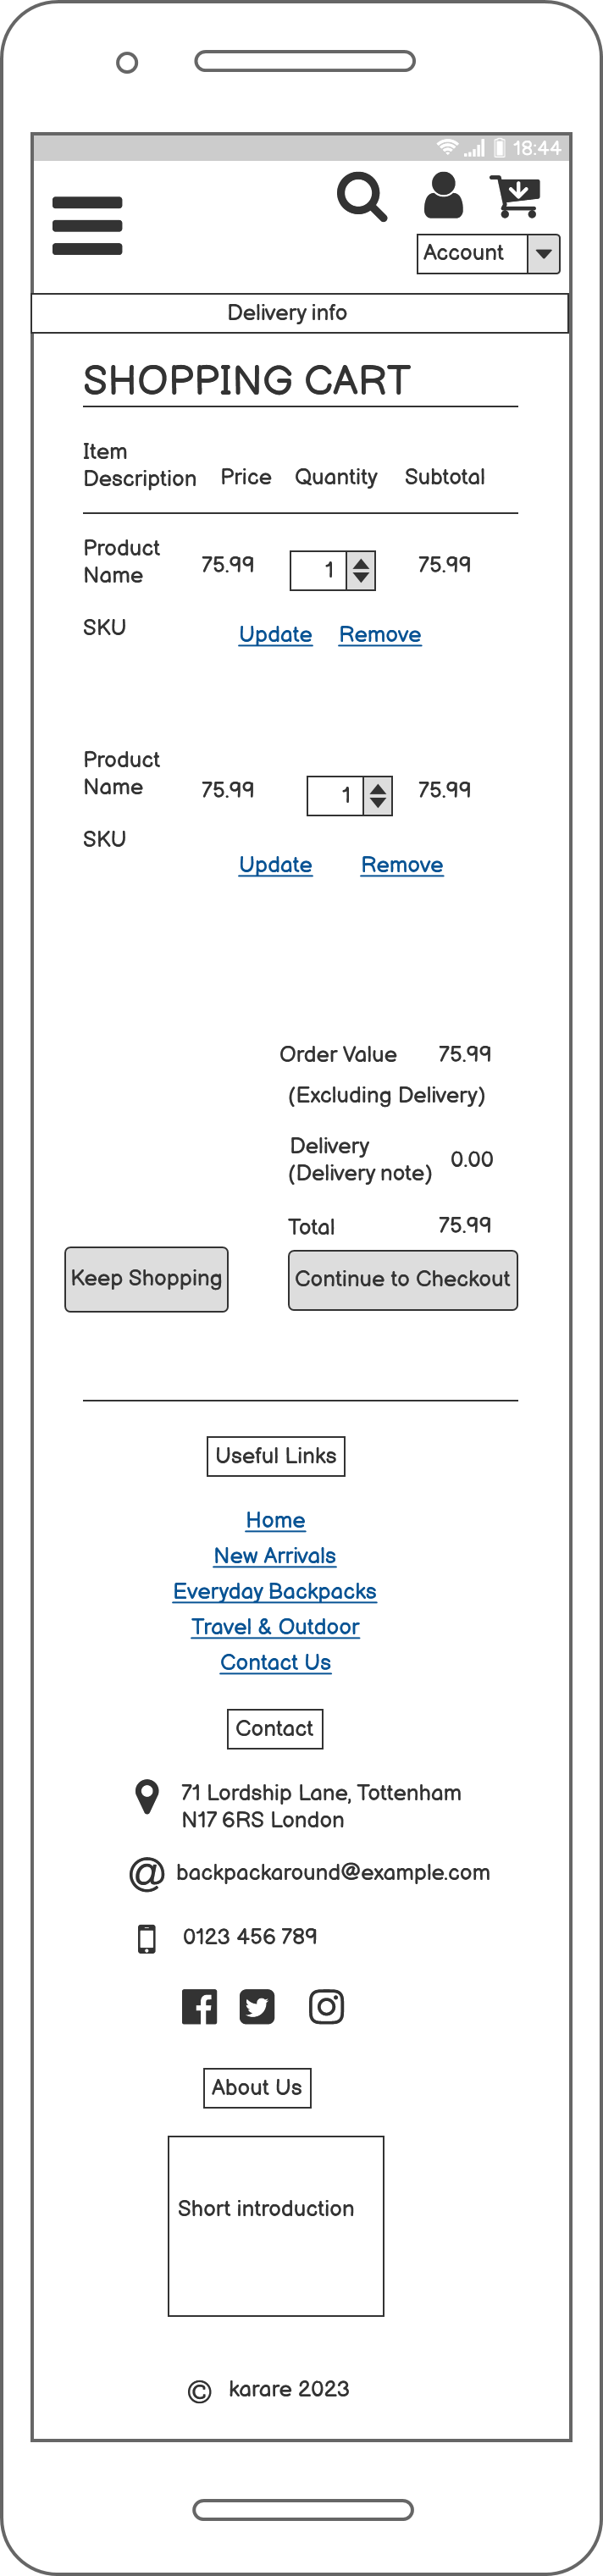 18:44
Account
Delivery info
SHOPPING CART
Item
Description Price Quantity Subtotal
Product
Name
75.99 1 75.99
SKU
Update Remove
Product
Name
75.99 1 75.99
SKU
Update Remove
Order Value 75.99
(Excluding Delivery)
Delivery
(Delivery note) 0.00
Total 75.99
Keep Shopping Continue to Checkout
Useful Links
Home
New Arrivals
Everyday Backpacks
Travel & Outdoor
Contact Us
Contact
71 Lordship Lane, Tottenham
N17 6RS London
@ backpackaround@example.com
0123 456 789
About Us
Short introduction
© karare 2023